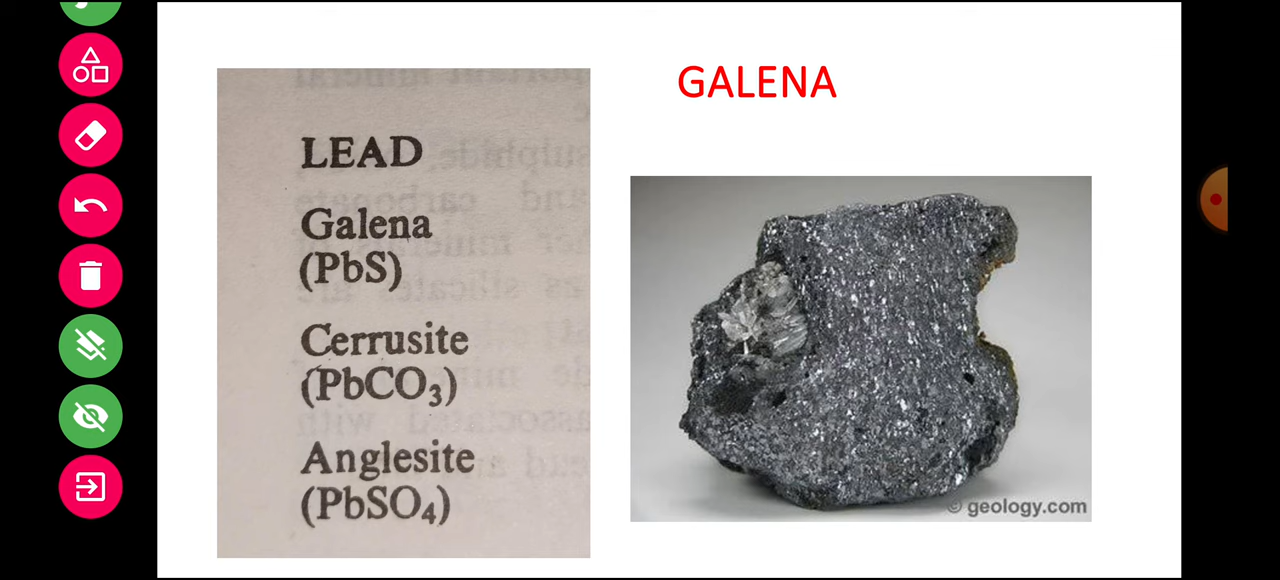 GALENA
LEAD
Galena
(PbS)
Cerrusite
(PbCO₃)
Anglesite
(PbSO₄)
© geology.com